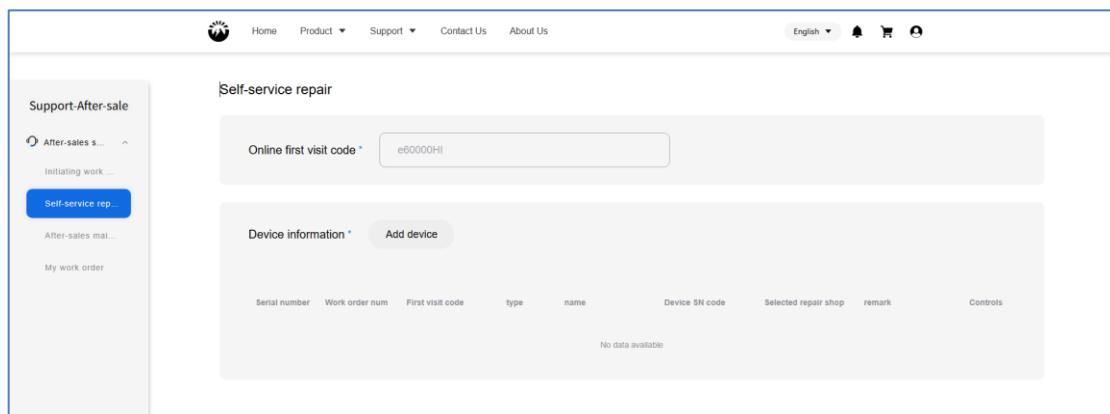 Home Product Support Contact Us About Us English
Support-After-sale
After-sales s...
Initiating work ...
Self-service rep...
After-sales mai...
My work order
Self-service repair
Online first visit code * e60000HI
Device information * Add device
Serial number Work order num First visit code type name Device SN code Selected repair shop remark Controls
No data available